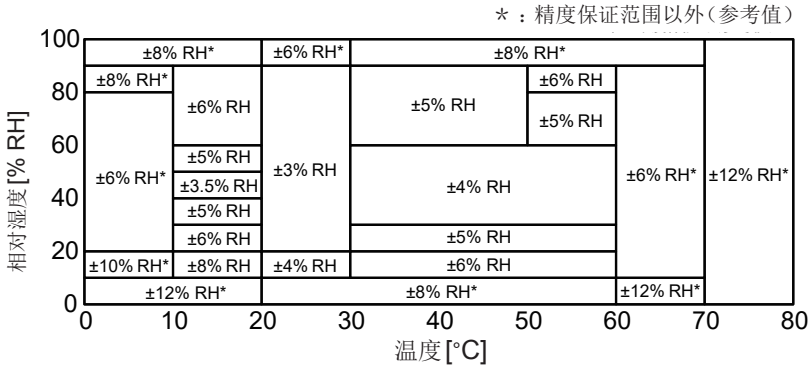 ＊：精度保证范围以外（参考值）
100
±8% RH*
±6% RH*
±8% RH*
±8% RH*
±6% RH
80
±6% RH
±5% RH
±5% RH
60
±5% RH
±6% RH*
±3.5% RH
±3% RH
±4% RH
±6% RH*
±12% RH*
40
±5% RH
±6% RH
±5% RH
20
±10% RH*
±8% RH
±4% RH
±6% RH
±12% RH*
±8% RH*
±12% RH*
0
0 10 20 30 40 50 60 70 80
相对湿度[% RH]
温度[°C]